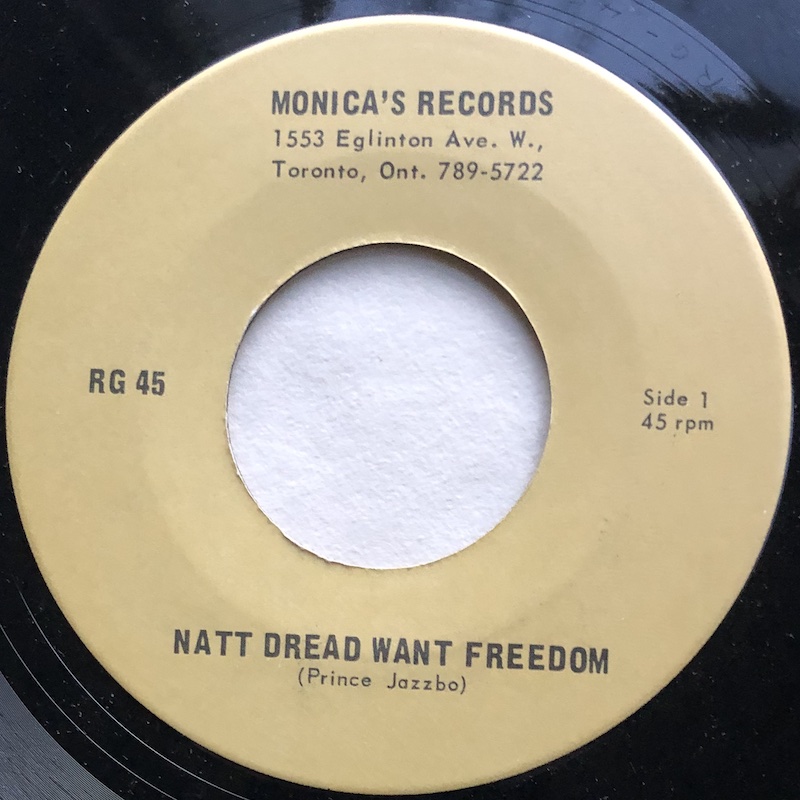 MONICA'S RECORDS
1553 Eglinton Ave. W.,
Toronto, Ont. 789-5722
RG 45
Side 1
45 rpm
NATT DREAD WANT FREEDOM
(Prince Jazzbo)